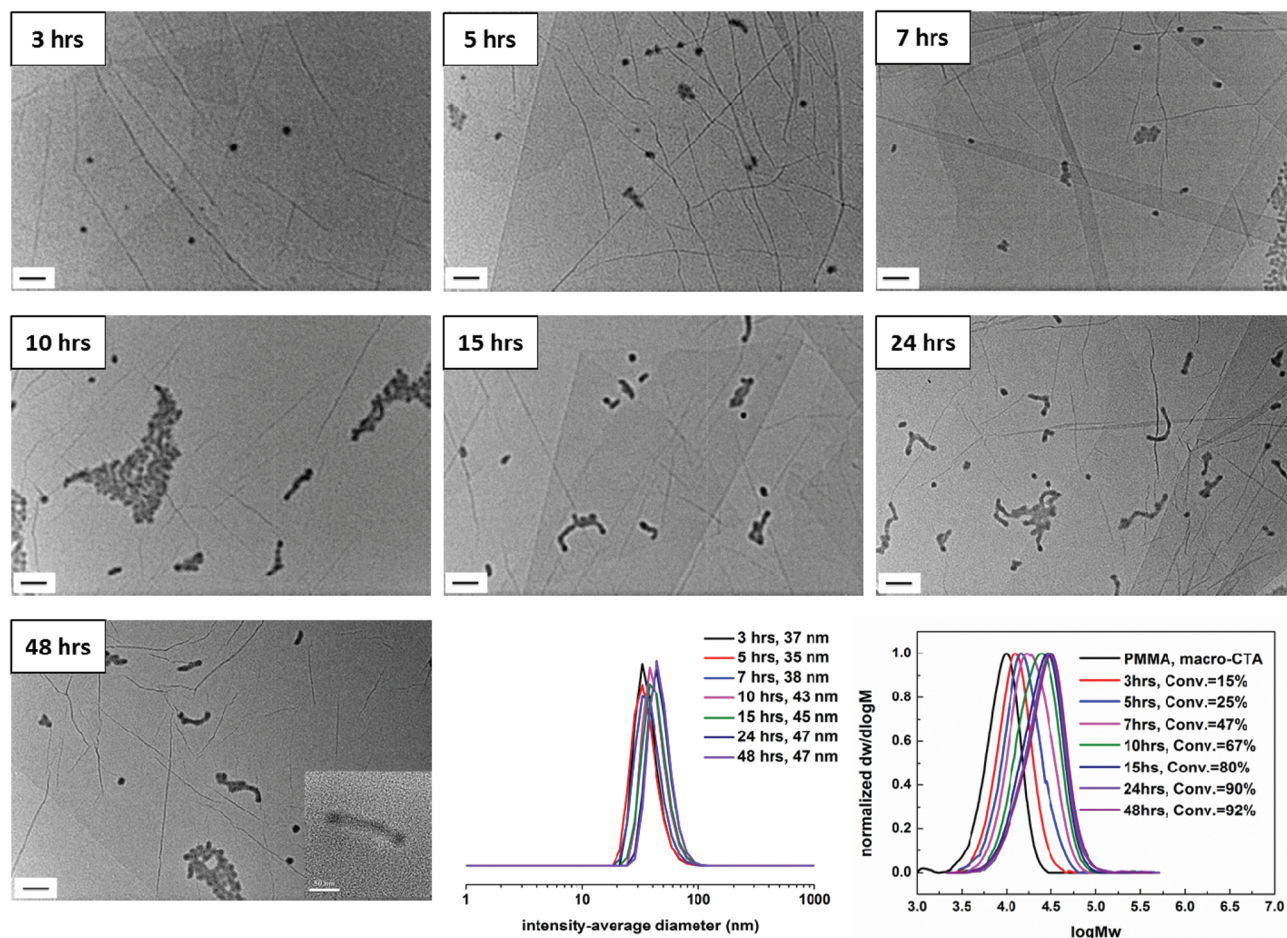 3 hrs
5 hrs
7 hrs
10 hrs
15 hrs
24 hrs
48 hrs
50 nm
3 hrs, 37 nm
5 hrs, 35 nm
7 hrs, 38 nm
10 hrs, 43 nm
15 hrs, 45 nm
24 hrs, 47 nm
48 hrs, 47 nm
1
10
100
1000
intensity-average diameter (nm)
normalized dw/dlogM
1.0
0.8
0.6
0.4
0.2
0.0
PMMA, macro-CTA
3hrs, Conv.=15%
5hrs, Conv.=25%
7hrs, Conv.=47%
10hrs, Conv.=67%
15hs, Conv.=80%
24hrs, Conv.=90%
48hrs, Conv.=92%
3.0 3.5 4.0 4.5 5.0 5.5 6.0 6.5 7.0
logMw